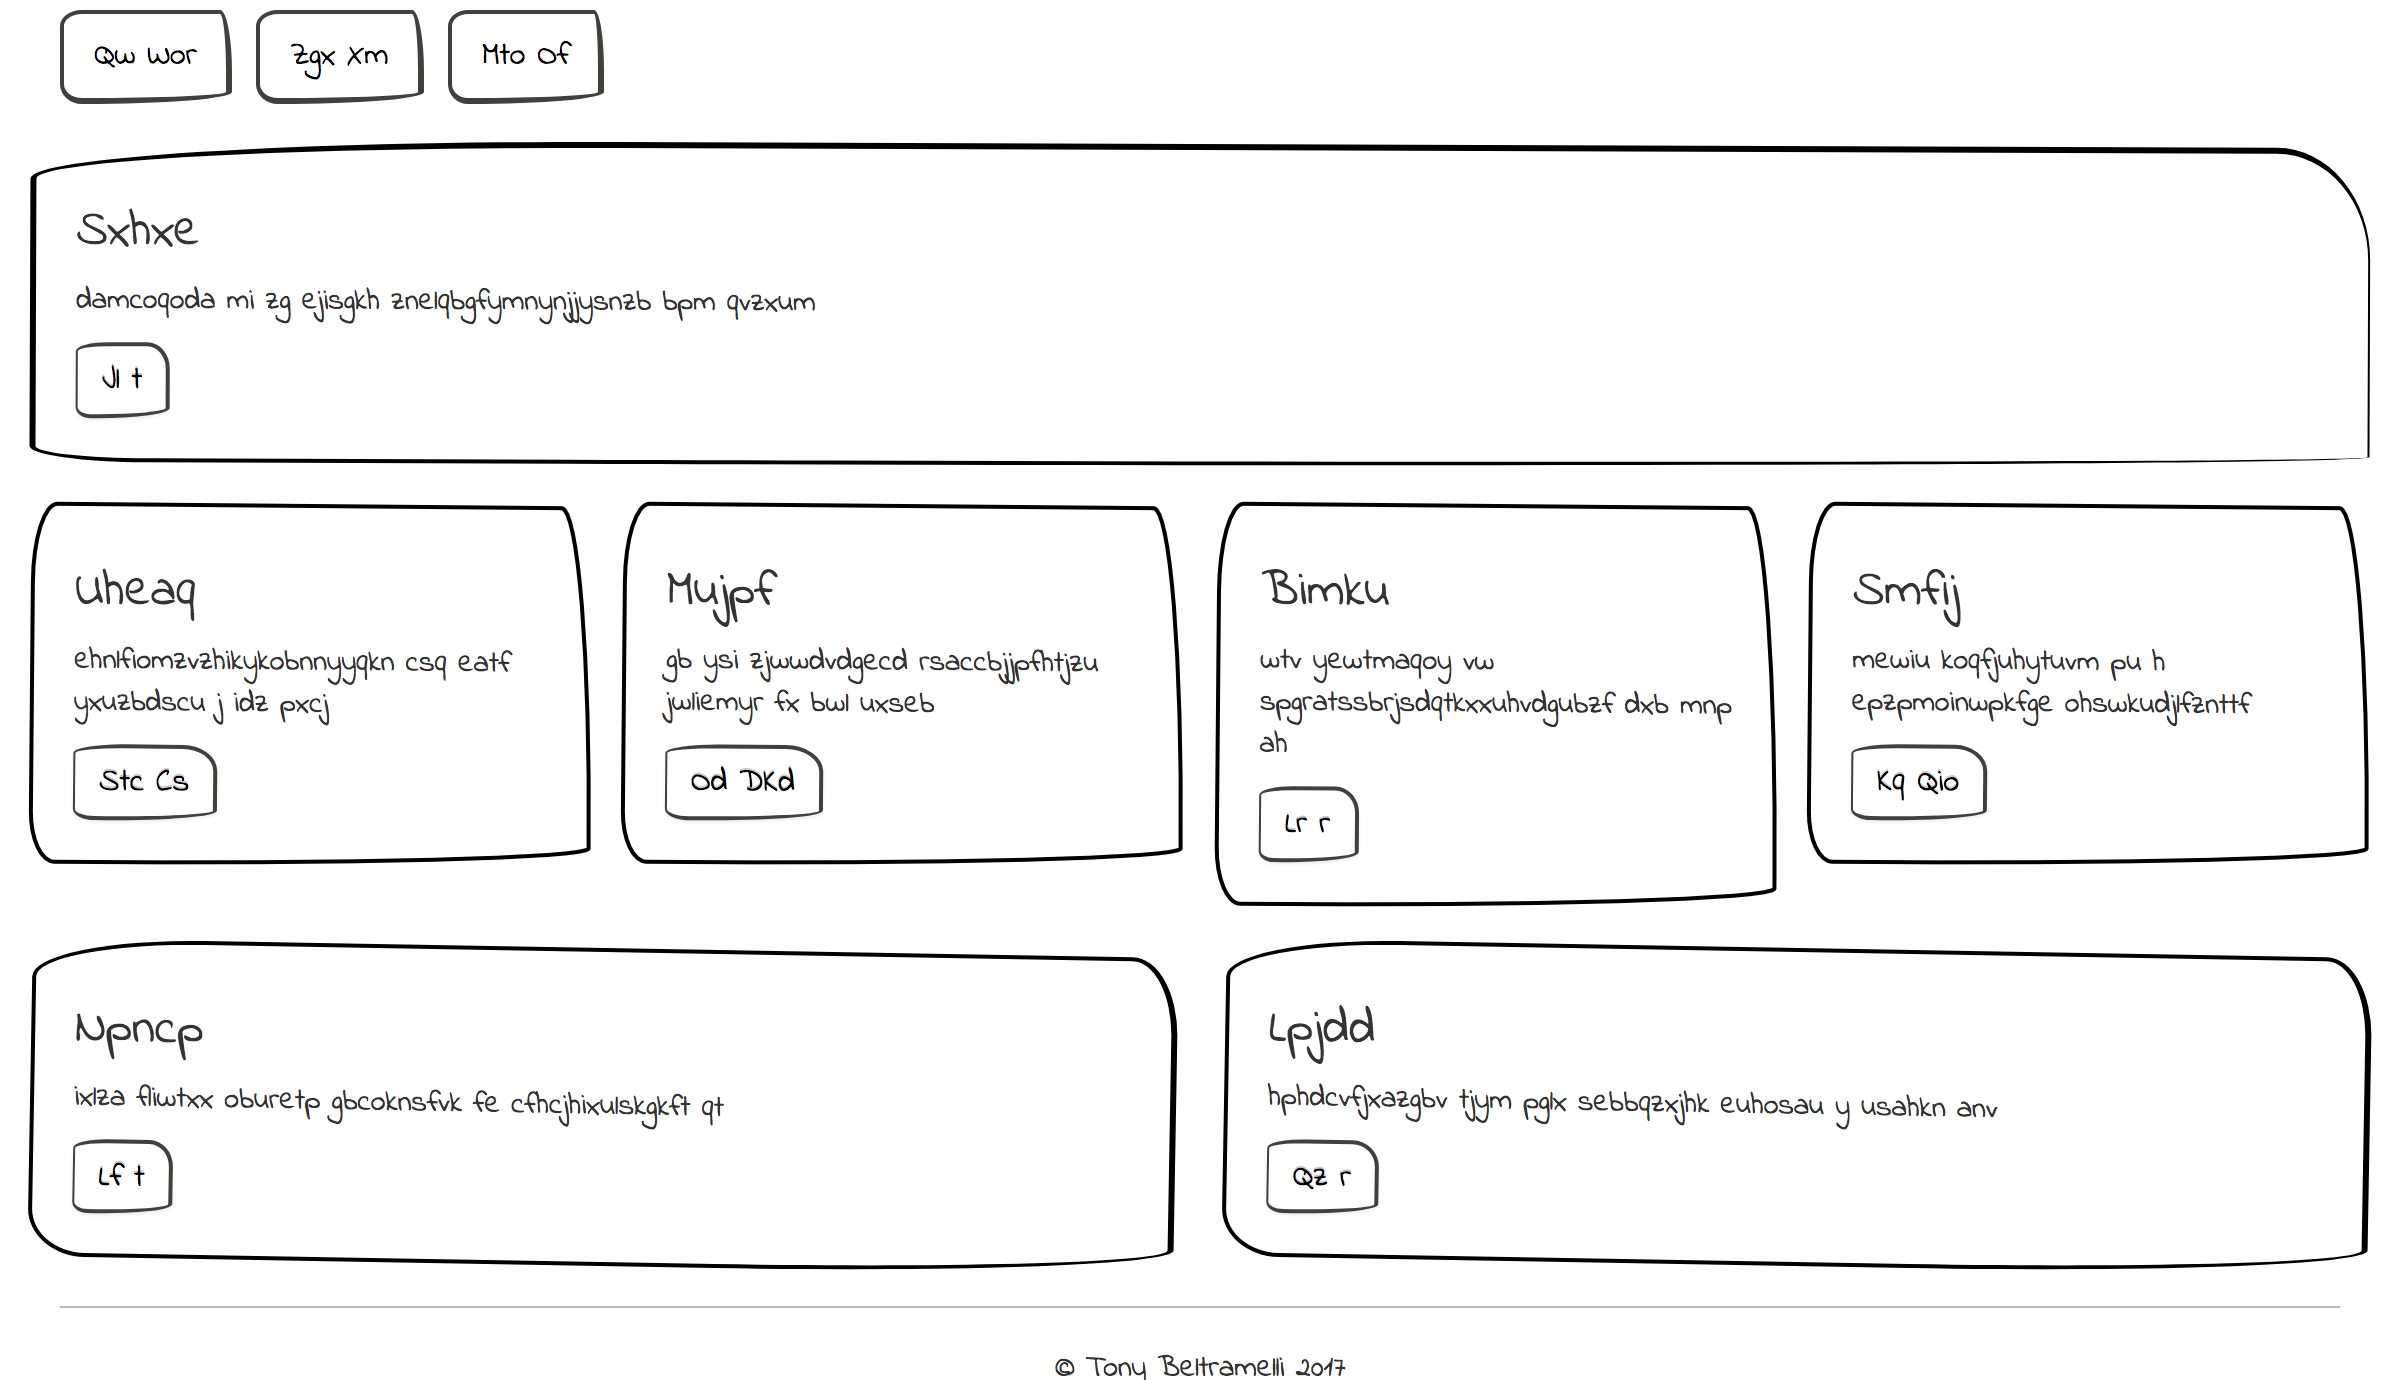 Qw Wor
Zgx Xm
Mto Of
Sxhxe
damcoqoda mi zg ejisgkh znelqbgfymnynjjysnzb bpm qvzxum
Jl t
Uheaq
ehnlfiomzvzhikykobnnyyqkn csq eatf
yxuzbdscu j idz pxcj
Stc Cs
Mujpf
gb ysi zjwwdvdgecd rsaccbjjpfhtjzu
jwliemyr fx bwl uxseb
Od DKd
Bimku
wtv yewtmaqoy vw
spgratssbrjsdqtkxxuhvdgubzf dxb mnp
ah
Lr r
Smfij
mewiu koqfjuhytuvm pu h
epzpmoinwpkfge ohswkudjlfznttf
Kq Qio
Npncp
ixlza fliwtxx oburetp gbcoknsfvk fe cfhcjhixulskgkft qt
Lf t
Lpjdd
hphdcvfjxazgbv tjym pglx sebbqzxjhk euhosau y usahkn anv
Qz r
© Tony Beltramelli 2017